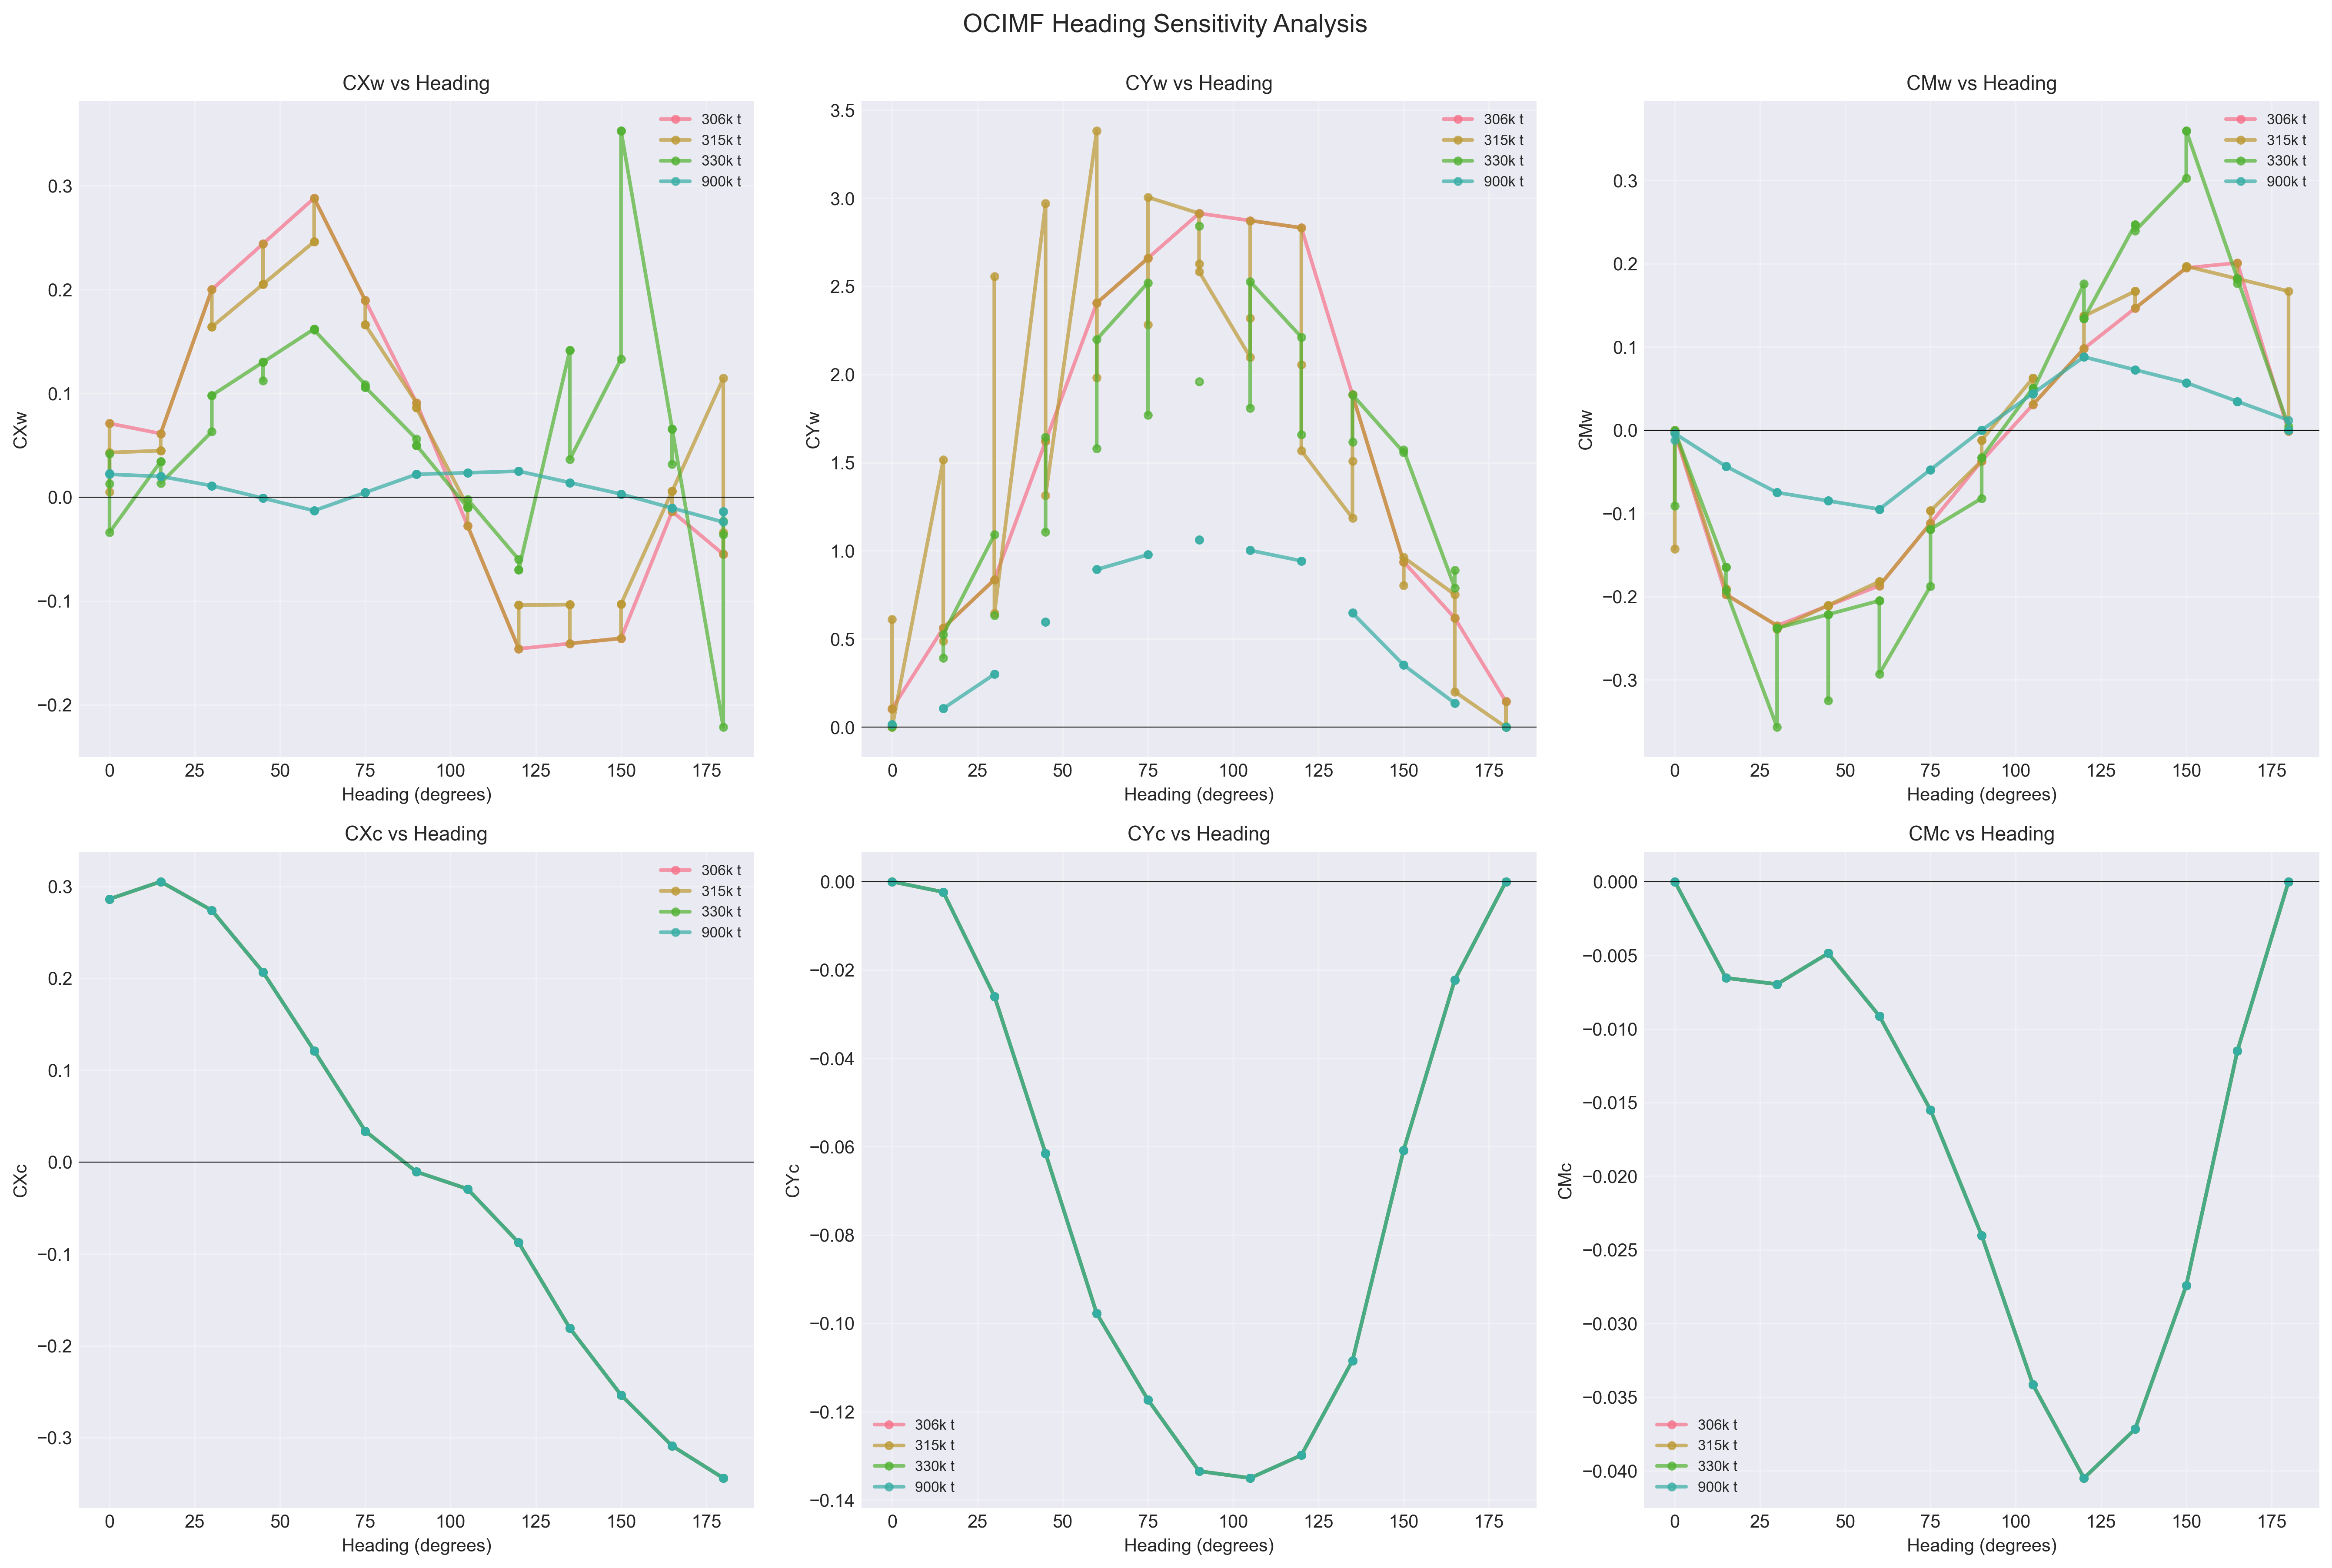 OCIMF Heading Sensitivity Analysis
CXw vs Heading
CXw
0.3
0.2
0.1
0.0
−0.1
−0.2
0 25 50 75 100 125 150 175
Heading (degrees)
306k t
315k t
330k t
900k t
CYw vs Heading
CYw
3.5
3.0
2.5
2.0
1.5
1.0
0.5
0.0
0 25 50 75 100 125 150 175
Heading (degrees)
306k t
315k t
330k t
900k t
CMw vs Heading
CMw
0.3
0.2
0.1
0.0
−0.1
−0.2
−0.3
0 25 50 75 100 125 150 175
Heading (degrees)
306k t
315k t
330k t
900k t
CXc vs Heading
CXc
0.3
0.2
0.1
0.0
−0.1
−0.2
−0.3
0 25 50 75 100 125 150 175
Heading (degrees)
306k t
315k t
330k t
900k t
CYc vs Heading
CYc
0.00
−0.02
−0.04
−0.06
−0.08
−0.10
−0.12
−0.14
0 25 50 75 100 125 150 175
Heading (degrees)
306k t
315k t
330k t
900k t
CMc vs Heading
CMc
0.000
−0.005
−0.010
−0.015
−0.020
−0.025
−0.030
−0.035
−0.040
0 25 50 75 100 125 150 175
Heading (degrees)
306k t
315k t
330k t
900k t